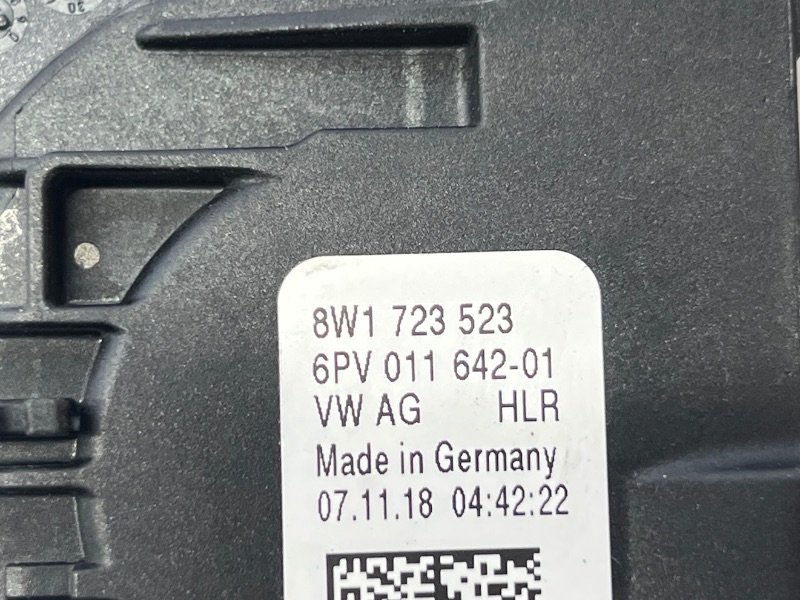 30
8W1 723 523
6PV 011 642-01
VW AG HLR
Made in Germany
07.11.18 04:42:22